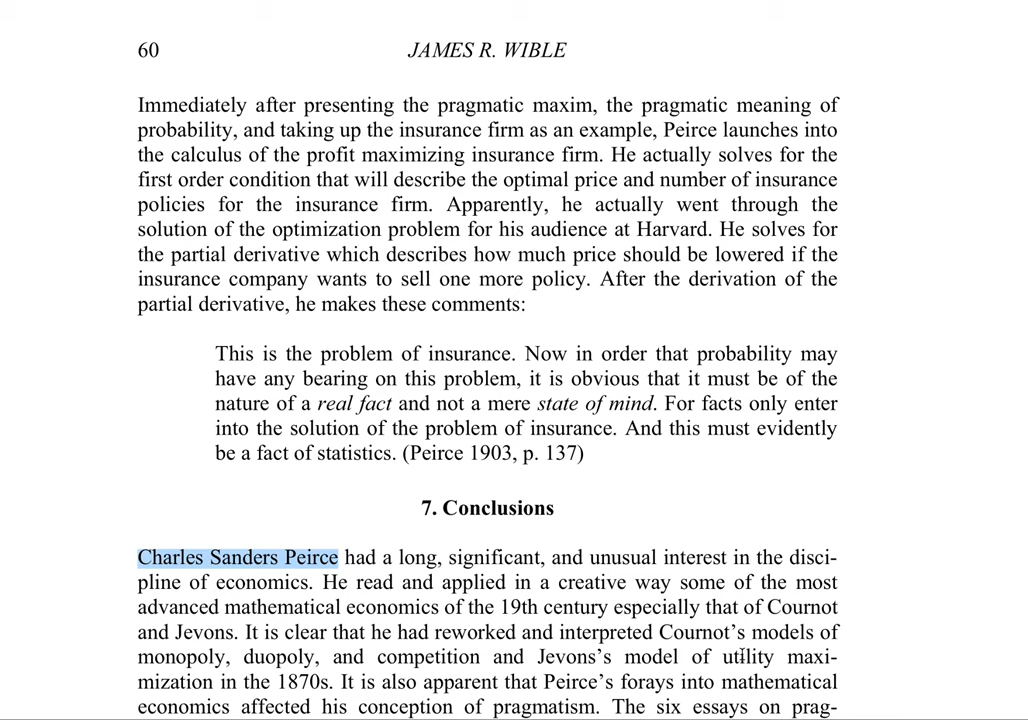 60
JAMES R. WIBLE
Immediately after presenting the pragmatic maxim, the pragmatic meaning of
probability, and taking up the insurance firm as an example, Peirce launches into
the calculus of the profit maximizing insurance firm. He actually solves for the
first order condition that will describe the optimal price and number of insurance
policies for the insurance firm. Apparently, he actually went through the
solution of the optimization problem for his audience at Harvard. He solves for
the partial derivative which describes how much price should be lowered if the
insurance company wants to sell one more policy. After the derivation of the
partial derivative, he makes these comments:
This is the problem of insurance. Now in order that probability may
have any bearing on this problem, it is obvious that it must be of the
nature of a real fact and not a mere state of mind. For facts only enter
into the solution of the problem of insurance. And this must evidently
be a fact of statistics. (Peirce 1903, p. 137)
7. Conclusions
Charles Sanders Peirce had a long, significant, and unusual interest in the disci-
pline of economics. He read and applied in a creative way some of the most
advanced mathematical economics of the 19th century especially that of Cournot
and Jevons. It is clear that he had reworked and interpreted Cournot’s models of
monopoly, duopoly, and competition and Jevons’s model of utility maxi-
mization in the 1870s. It is also apparent that Peirce’s forays into mathematical
economics affected his conception of pragmatism. The six essays on prag-